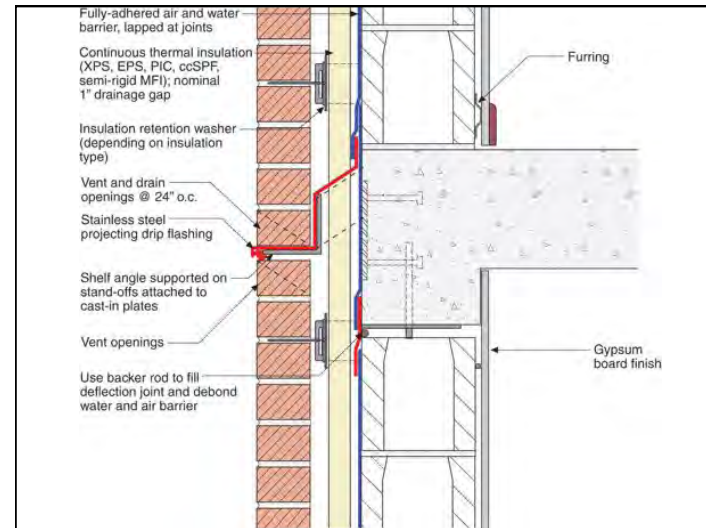 Fully-adhered air and water
barrier, lapped at joints
Continuous thermal insulation
(XPS, EPS, PIC, ccSPF,
semi-rigid MFI); nominal
1" drainage gap
Insulation retention washer
(depending on insulation
type)
Vent and drain
openings @ 24" o.c.
Stainless steel
projecting drip flashing
Shelf angle supported on
stand-offs attached to
cast-in plates
Vent openings
Use backer rod to fill
deflection joint and debond
water and air barrier
Furring
Gypsum
board finish